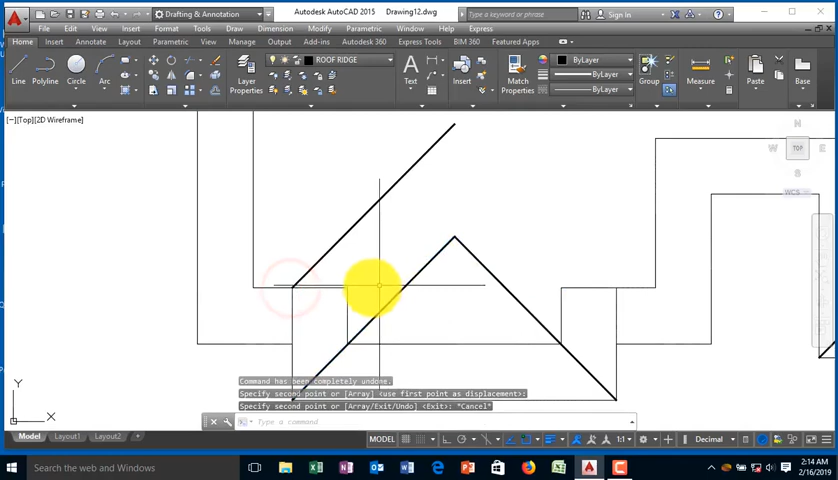 Drafting & Annotation
Autodesk AutoCAD 2015 Drawing12.dwg
Type a keyword or phrase
Sign In
File Edit View Insert Format Tools Draw Dimension Modify Parametric Window Help Express
Home Insert Annotate Layout Parametric View Manage Output Add-ins Autodesk 360 Express Tools BIM 360 Featured Apps
ROOF RIDGE
ByLayer
ByLayer
ByLayer
Line Polyline Circle Arc
Layer Properties
Text
Insert
Match Properties
Group
Measure
Paste
Base
[−][Top][2D Wireframe]
N
W TOP E
S
WCS
Command has been completely undone.
Specify second point or [Array] <use first point as displacement>:
Specify second point or [Array/Exit/Undo] <Exit>: *Cancel*
Type a command
Y
X
Model Layout1 Layout2 +
MODEL
1:1
Decimal
Search the web and Windows
2:14 AM
2/16/2019